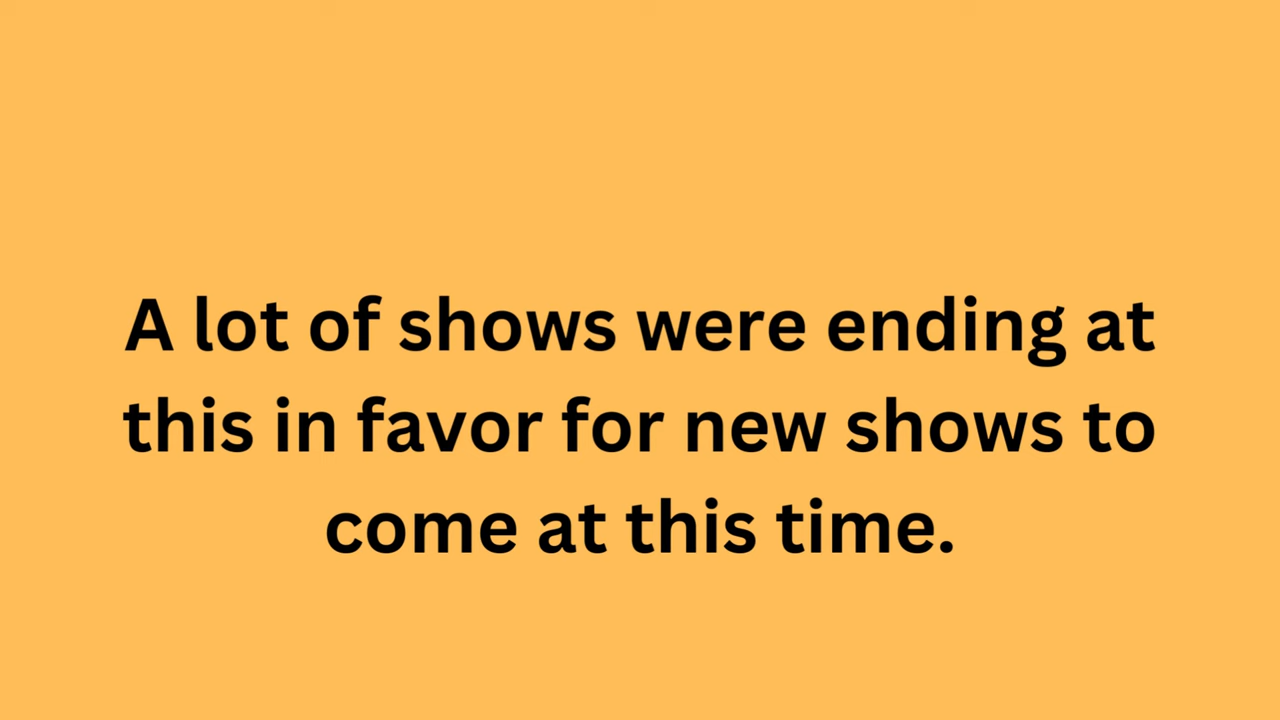 A lot of shows were ending at
this in favor for new shows to
come at this time.